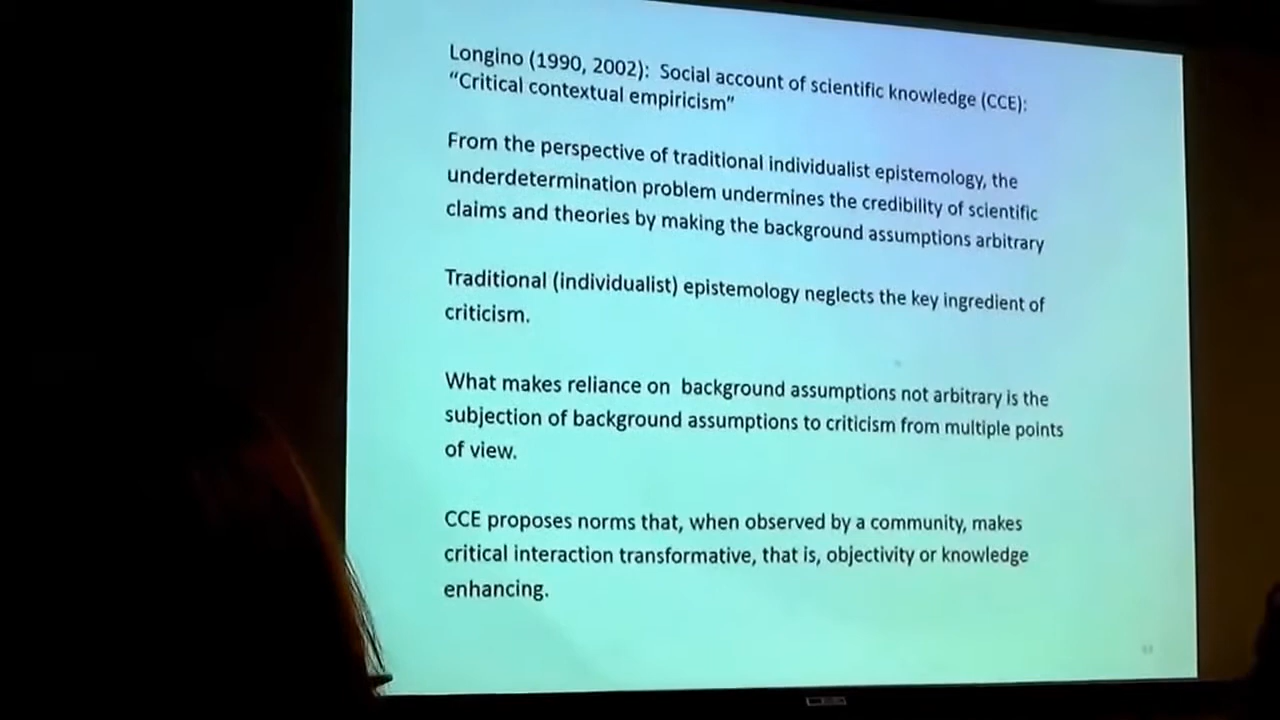 Longino (1990, 2002): Social account of scientific knowledge (CCE):
“Critical contextual empiricism”
From the perspective of traditional individualist epistemology, the
underdetermination problem undermines the credibility of scientific
claims and theories by making the background assumptions arbitrary
Traditional (individualist) epistemology neglects the key ingredient of
criticism.
What makes reliance on background assumptions not arbitrary is the
subjection of background assumptions to criticism from multiple points
of view.
CCE proposes norms that, when observed by a community, makes
critical interaction transformative, that is, objectivity or knowledge
enhancing.